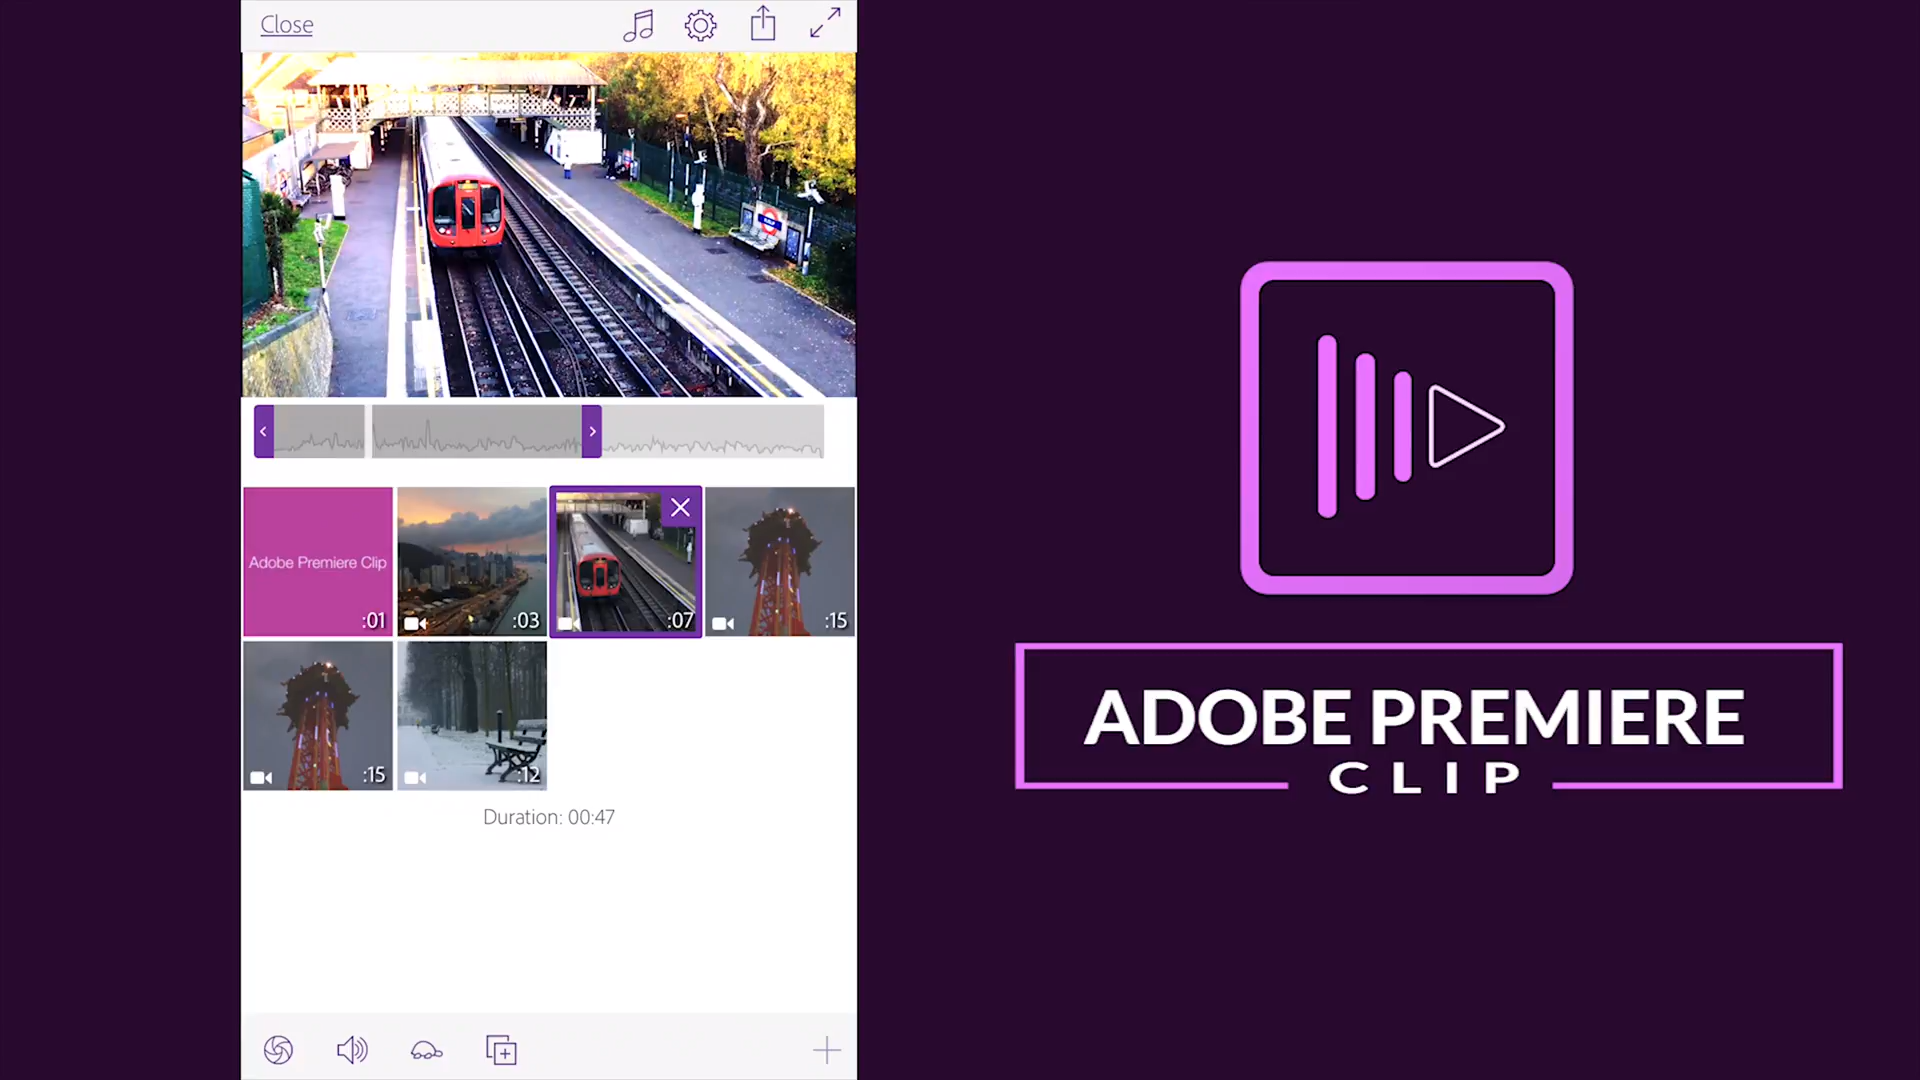 Close
Adobe Premiere Clip
:01
:03
:07
:15
:15
:12
Duration: 00:47
ADOBE PREMIERE
CLIP